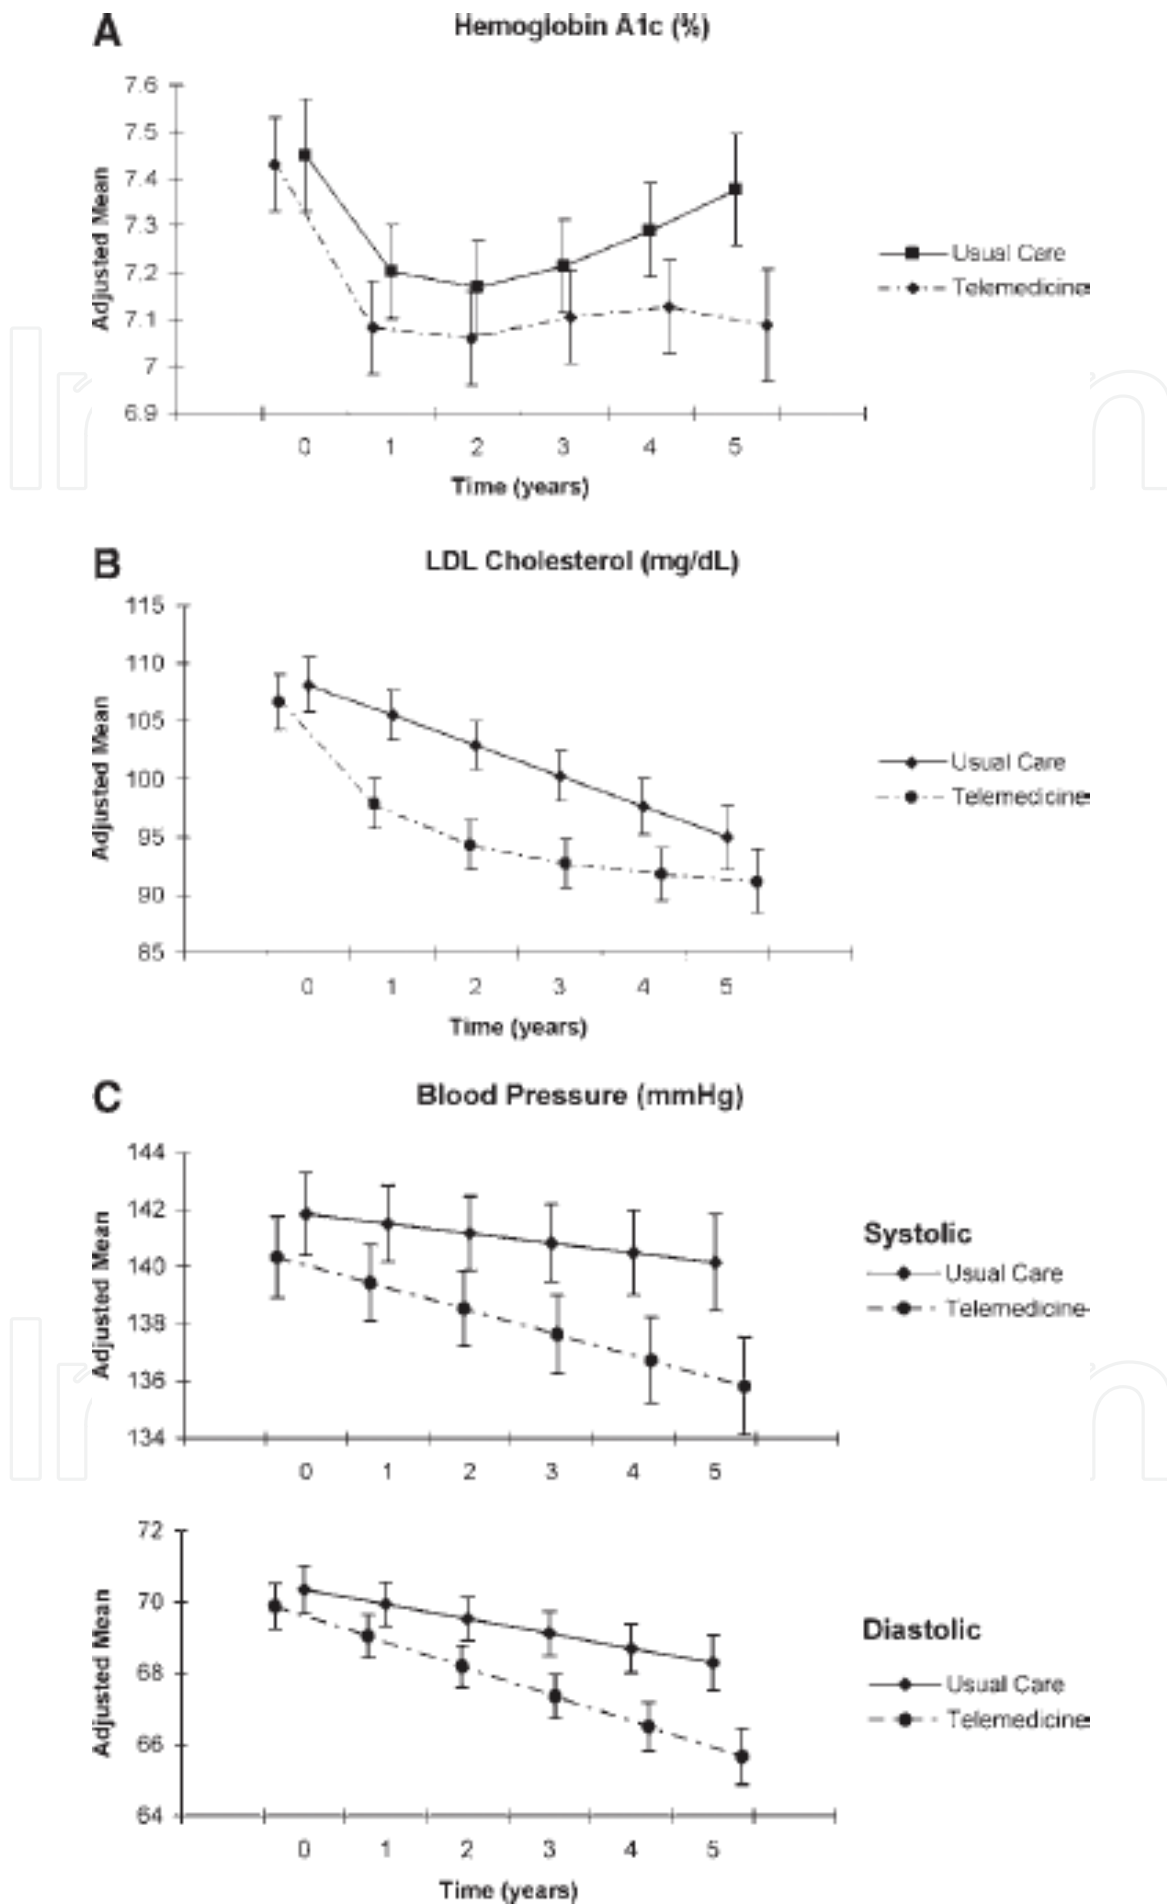 A
Hemoglobin A1c (%)
7.6
7.5
7.4
7.3
7.2
7.1
7
6.9
Adjusted Mean
0 1 2 3 4 5
Time (years)
Usual Care
Telemedicine
B
LDL Cholesterol (mg/dL)
115
110
105
100
95
90
85
Adjusted Mean
0 1 2 3 4 5
Time (years)
Usual Care
Telemedicine
C
Blood Pressure (mmHg)
144
142
140
138
136
134
Adjusted Mean
0 1 2 3 4 5
Systolic
Usual Care
Telemedicine
72
70
68
66
64
Adjusted Mean
0 1 2 3 4 5
Time (years)
Diastolic
Usual Care
Telemedicine